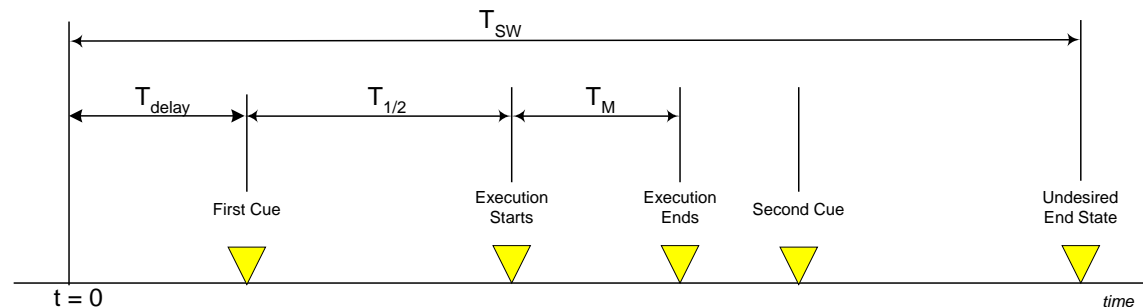 T_SW
T_delay
T_1/2
T_M
First Cue
Execution
Starts
Execution
Ends
Second Cue
Undesired
End State
t = 0
time